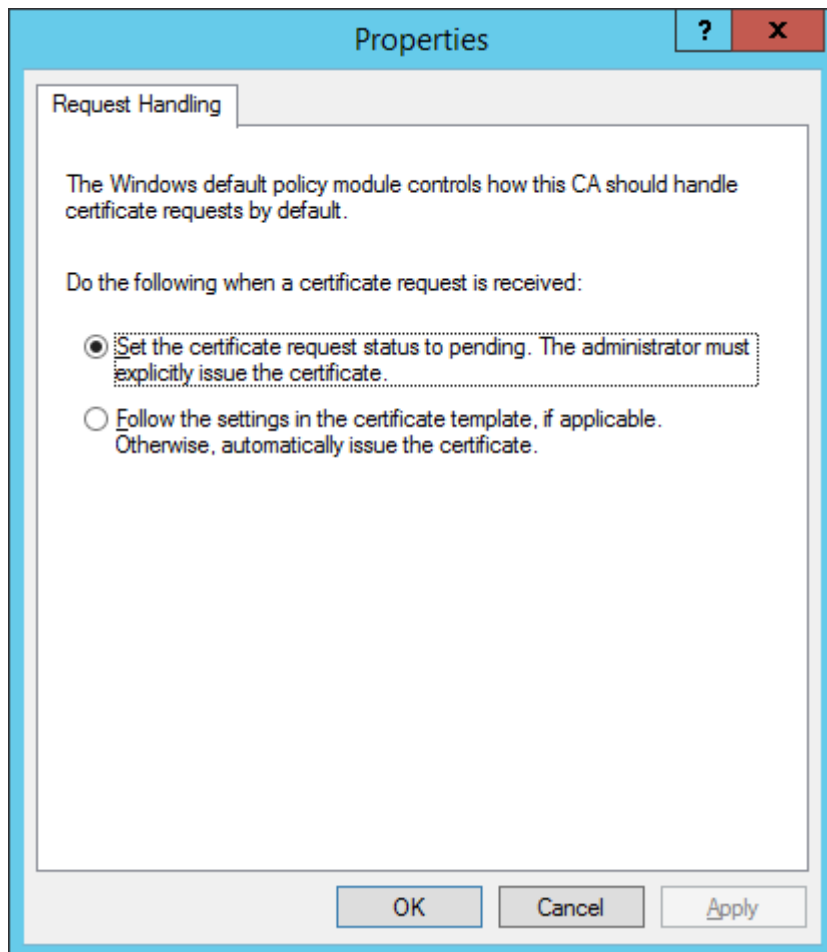 Properties
?
x
Request Handling
The Windows default policy module controls how this CA should handle
certificate requests by default.
Do the following when a certificate request is received:
Set the certificate request status to pending. The administrator must
explicitly issue the certificate.
Follow the settings in the certificate template, if applicable.
Otherwise, automatically issue the certificate.
OK
Cancel
Apply